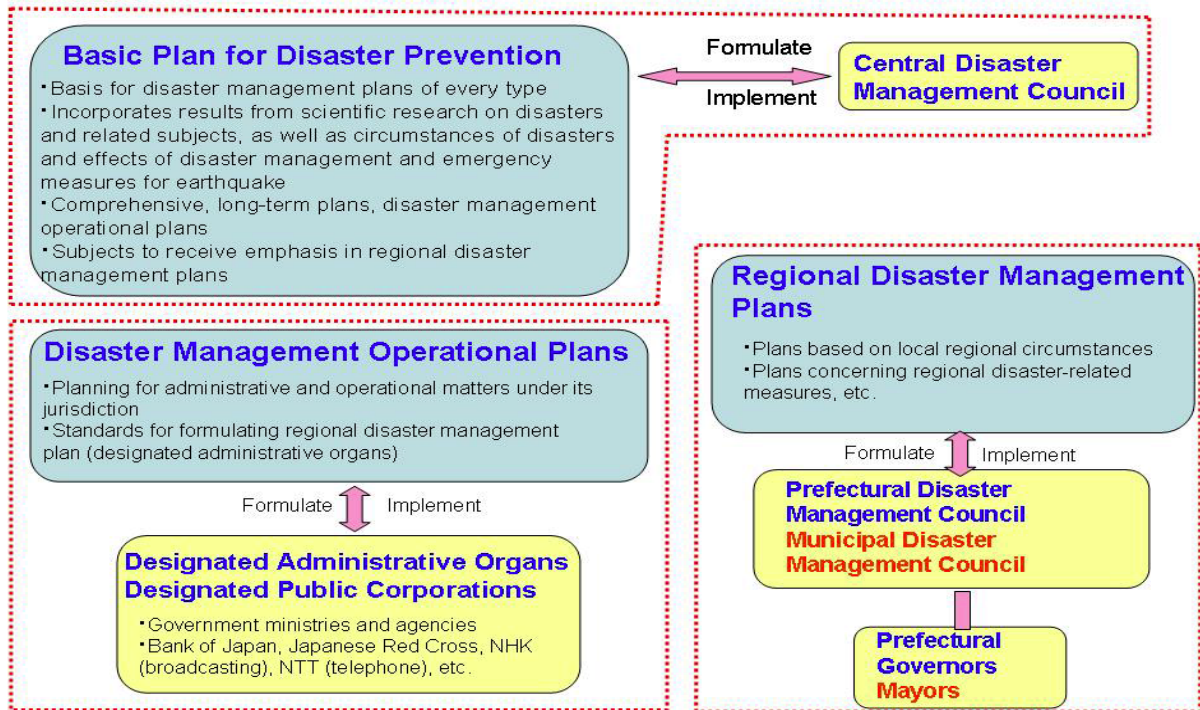 Basic Plan for Disaster Prevention
・Basis for disaster management plans of every type
・Incorporates results from scientific research on disasters
and related subjects, as well as circumstances of disasters
and effects of disaster management and emergency
measures for earthquake
・Comprehensive, long-term plans, disaster management
operational plans
・Subjects to receive emphasis in regional disaster
management plans
Formulate
Implement
Central Disaster
Management Council
Disaster Management Operational Plans
・Planning for administrative and operational matters under its
jurisdiction
・Standards for formulating regional disaster management
plan (designated administrative organs)
Formulate Implement
Designated Administrative Organs
Designated Public Corporations
・Government ministries and agencies
・Bank of Japan, Japanese Red Cross, NHK
(broadcasting), NTT (telephone), etc.
Regional Disaster Management
Plans
・Plans based on local regional circumstances
・Plans concerning regional disaster-related
measures, etc.
Formulate Implement
Prefectural Disaster
Management Council
Municipal Disaster
Management Council
Prefectural
Governors
Mayors